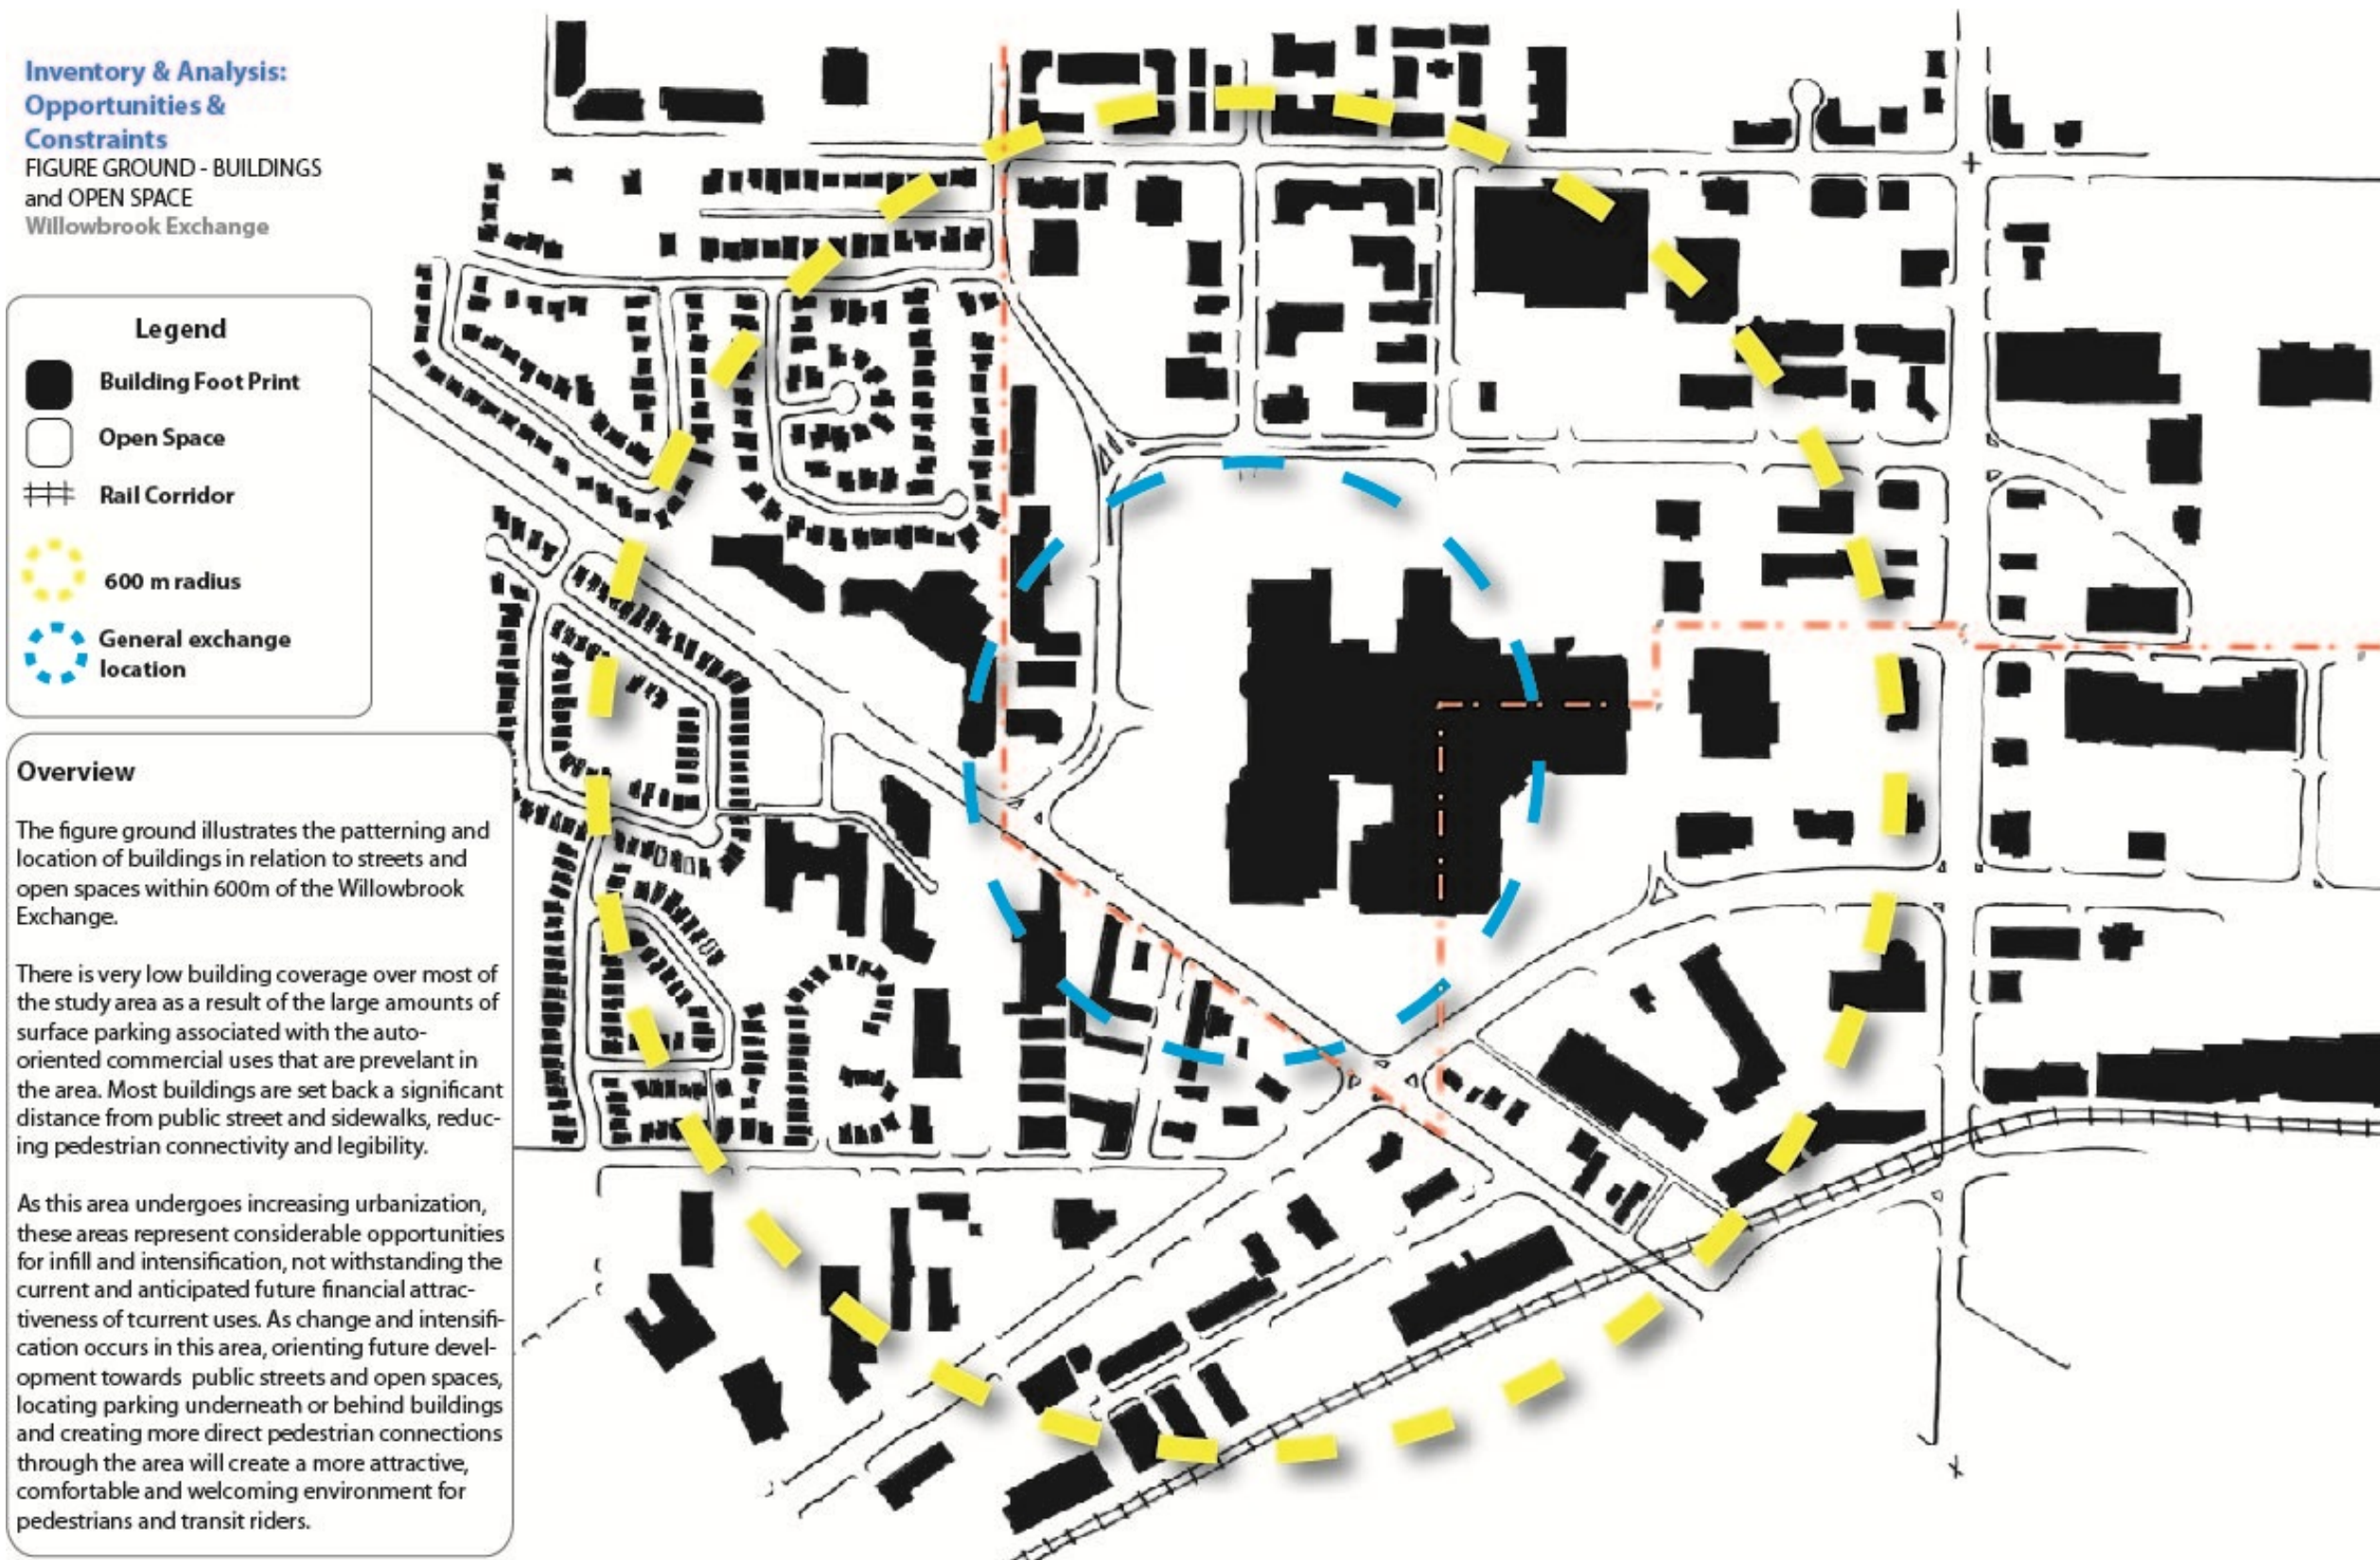 Inventory & Analysis:
Opportunities &
Constraints
FIGURE GROUND - BUILDINGS
and OPEN SPACE
Willowbrook Exchange
Legend
Building Foot Print
Open Space
Rail Corridor
600 m radius
General exchange
location
Overview
The figure ground illustrates the patterning and
location of buildings in relation to streets and
open spaces within 600m of the Willowbrook
Exchange.
There is very low building coverage over most of
the study area as a result of the large amounts of
surface parking associated with the auto-
oriented commercial uses that are prevelant in
the area. Most buildings are set back a significant
distance from public street and sidewalks, reduc-
ing pedestrian connectivity and legibility.
As this area undergoes increasing urbanization,
these areas represent considerable opportunities
for infill and intensification, not withstanding the
current and anticipated future financial attrac-
tiveness of tcurrent uses. As change and intensifi-
cation occurs in this area, orienting future devel-
opment towards public streets and open spaces,
locating parking underneath or behind buildings
and creating more direct pedestrian connections
through the area will create a more attractive,
comfortable and welcoming environment for
pedestrians and transit riders.